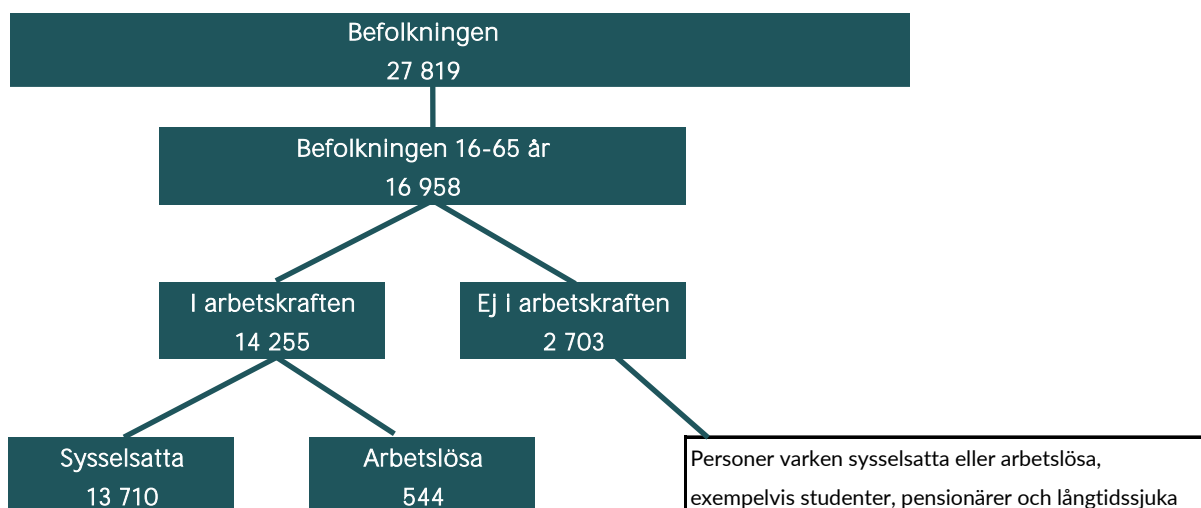 Befolkningen
27 819
Befolkningen 16-65 år
16 958
I arbetskraften
14 255
Ej i arbetskraften
2 703
Sysselsatta
13 710
Arbetslösa
544
Personer varken sysselsatta eller arbetslösa,
exempelvis studenter, pensionärer och långtidssjuka